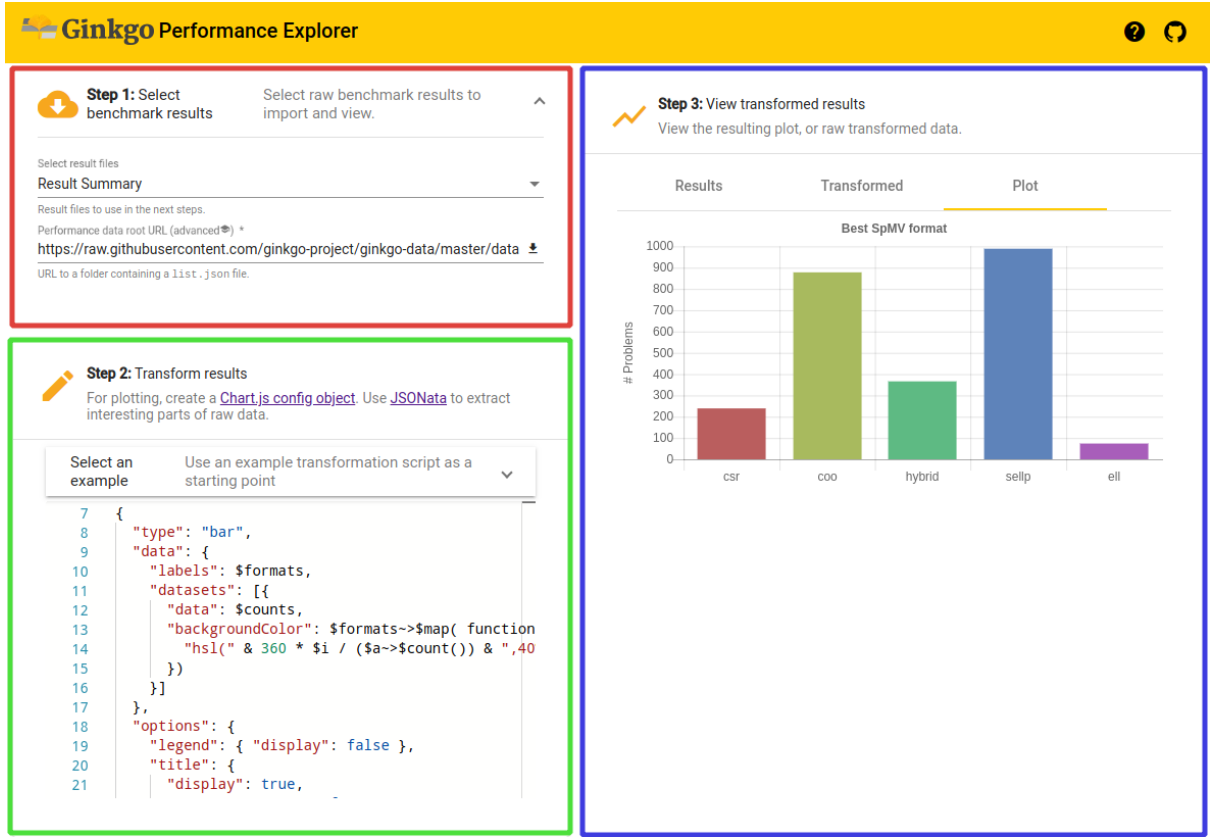 Ginkgo Performance Explorer
Step 1: Select
benchmark results
Select raw benchmark results to
import and view.
Select result files
Result Summary
Result files to use in the next steps.
Performance data root URL (advanced) *
https://raw.githubusercontent.com/ginkgo-project/ginkgo-data/master/data
URL to a folder containing a list.json file.
Step 2: Transform results
For plotting, create a Chart.js config object. Use JSONata to extract
interesting parts of raw data.
Select an
example
Use an example transformation script as a
starting point
7 {
8 "type": "bar",
9 "data": {
10 "labels": $formats,
11 "datasets": [{
12 "data": $counts,
13 "backgroundColor": $formats~>$map( function
14 "hsl(" & 360 * $i / ($a~>$count()) & ",40
15 })
16 }]
17 },
18 "options": {
19 "legend": { "display": false },
20 "title": {
21 "display": true,
Step 3: View transformed results
View the resulting plot, or raw transformed data.
Results Transformed Plot
Best SpMV format
# Problems
1000
900
800
700
600
500
400
300
200
100
0
csr coo hybrid sellp ell